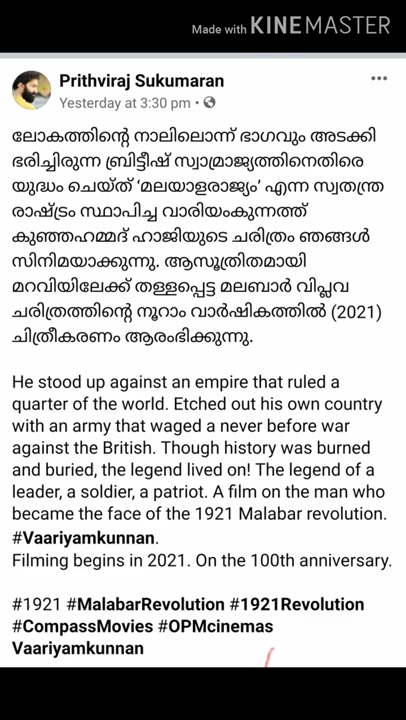 Made with KINEMASTER
Prithviraj Sukumaran
Yesterday at 3:30 pm •
ലോകത്തിന്റെ നാലിലൊന്ന് ഭാഗവും അടക്കി
ഭരിച്ചിരുന്ന ബ്രിട്ടീഷ് സ്വാമ്രാജ്യത്തിനെതിരെ
യുദ്ധം ചെയ്ത് ‘മലയാളരാജ്യം’ എന്ന സ്വതന്ത്ര
രാഷ്ട്രം സ്ഥാപിച്ച വാരിയംകുന്നത്ത്
കുഞ്ഞഹമ്മദ് ഹാജിയുടെ ചരിത്രം ഞങ്ങൾ
സിനിമയാക്കുന്നു. ആസൂത്രിതമായി
മറവിയിലേക്ക് തള്ളപ്പെട്ട മലബാർ വിപ്ലവ
ചരിത്രത്തിന്റെ നൂറാം വാർഷികത്തിൽ (2021)
ചിത്രീകരണം ആരംഭിക്കുന്നു.
He stood up against an empire that ruled a
quarter of the world. Etched out his own country
with an army that waged a never before war
against the British. Though history was burned
and buried, the legend lived on! The legend of a
leader, a soldier, a patriot. A film on the man who
became the face of the 1921 Malabar revolution.
#Vaariyamkunnan.
Filming begins in 2021. On the 100th anniversary.
#1921 #MalabarRevolution #1921Revolution
#CompassMovies #OPMcinemas
Vaariyamkunnan